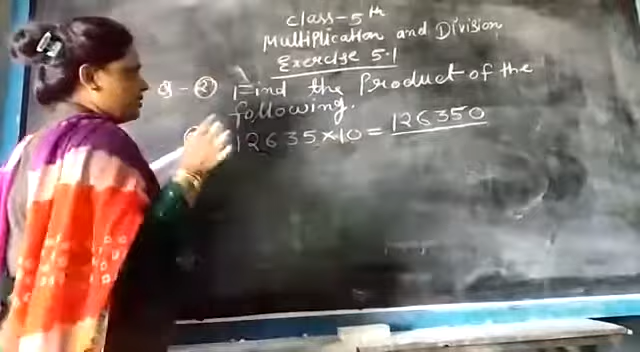 Class-5th
Multiplication and Division
Exercise 5.1
Q-② Find the Product of the
following.
12635×10 = 126350